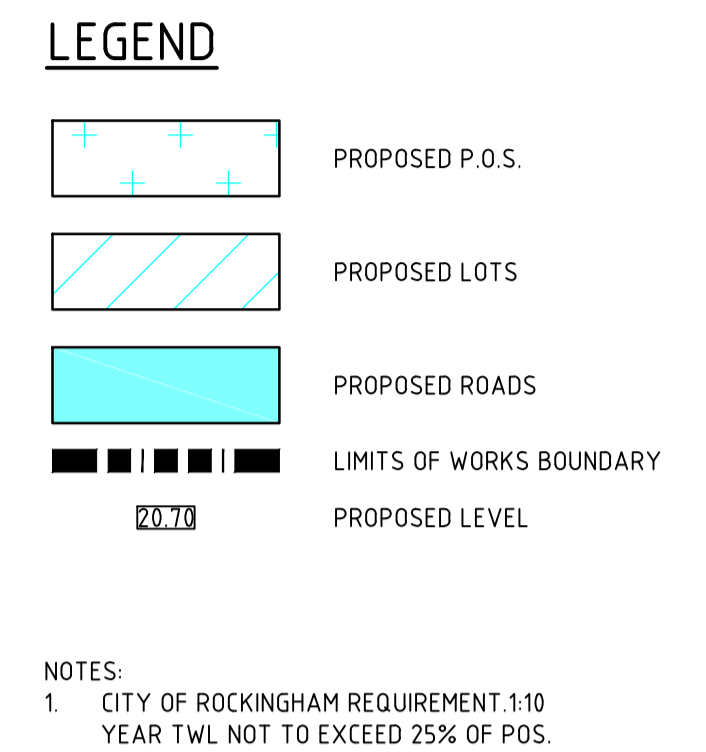 LEGEND
PROPOSED P.O.S.
PROPOSED LOTS
PROPOSED ROADS
LIMITS OF WORKS BOUNDARY
20.70 PROPOSED LEVEL
NOTES:
1. CITY OF ROCKINGHAM REQUIREMENT.1:10
YEAR TWL NOT TO EXCEED 25% OF POS.